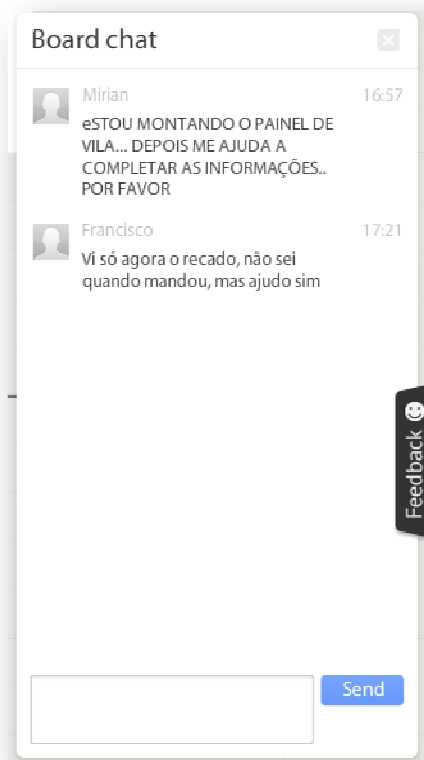 Board chat
Mirian 16:57
eSTOU MONTANDO O PAINEL DE
VILA... DEPOIS ME AJUDA A
COMPLETAR AS INFORMAÇÕES..
POR FAVOR
Francisco 17:21
Vi só agora o recado, não sei
quando mandou, mas ajudo sim
Feedback
Send